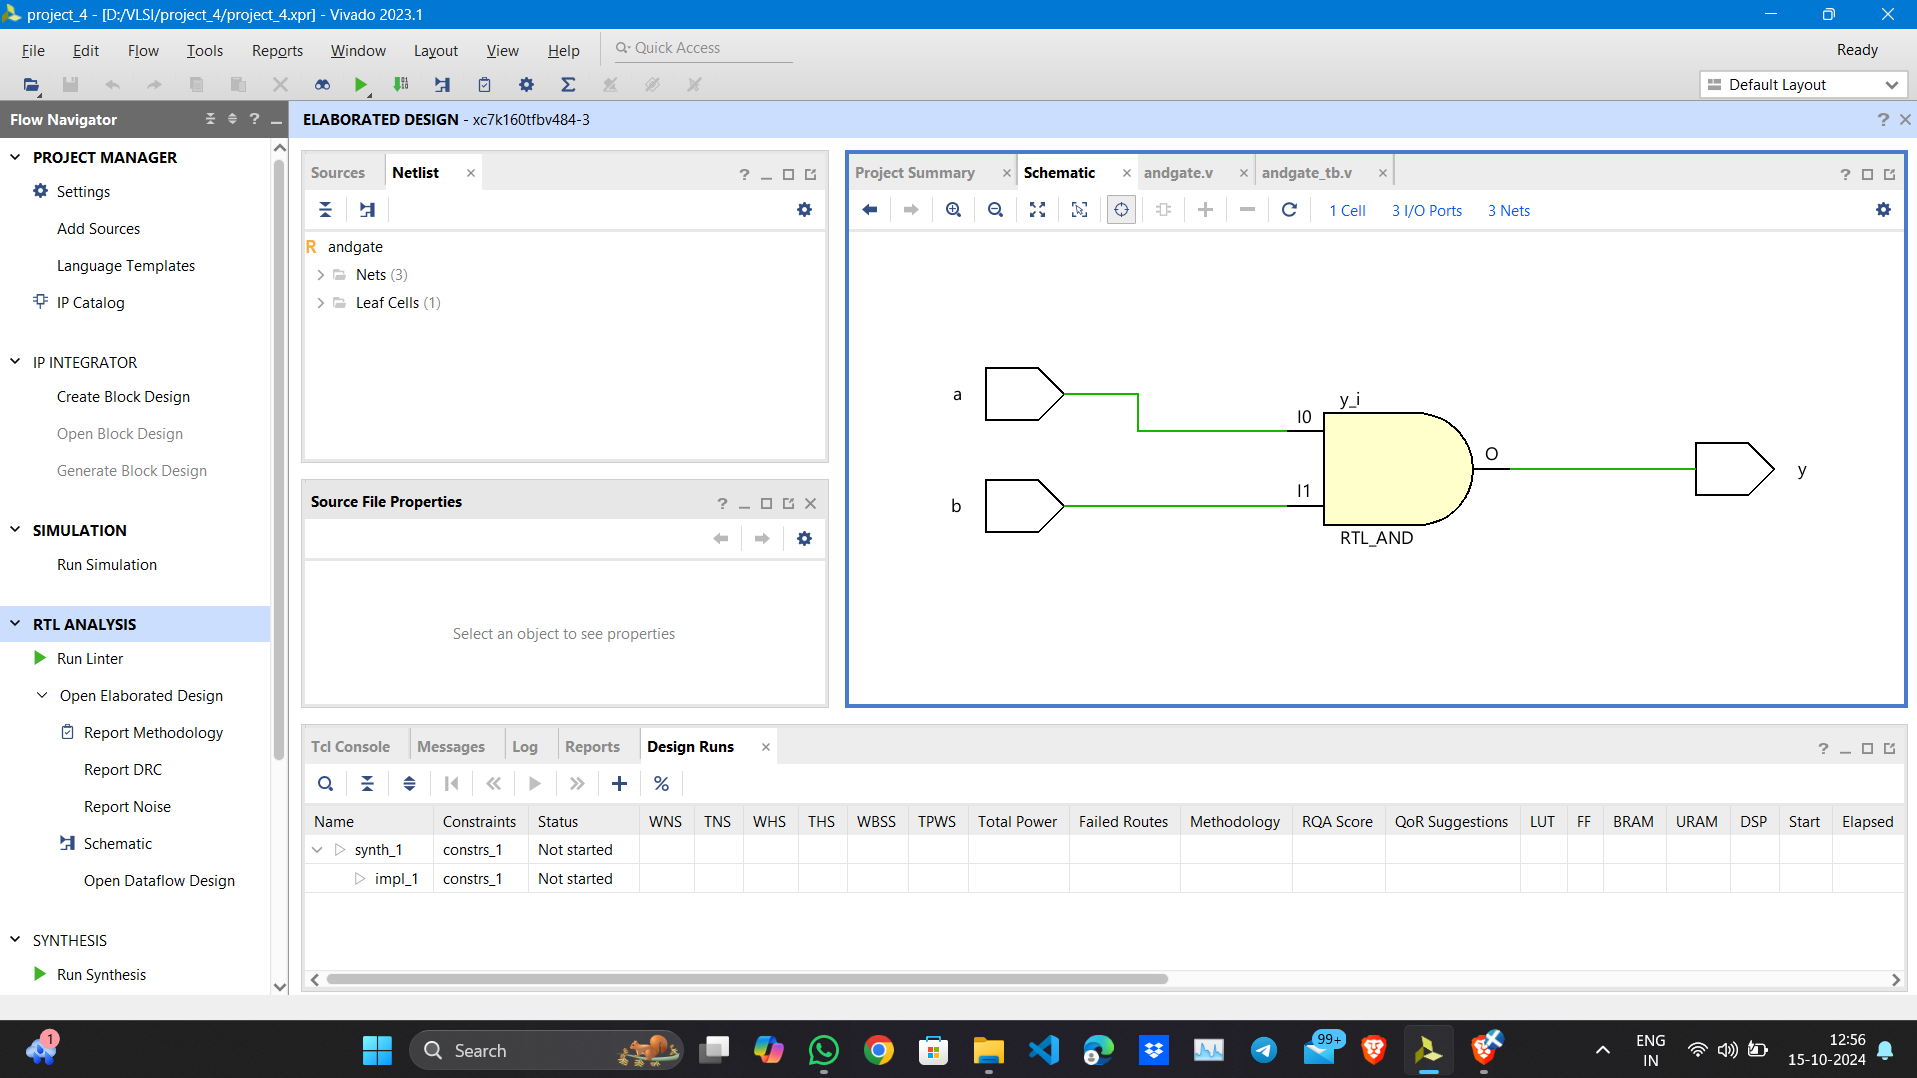 project_4 - [D:/VLSI/project_4/project_4.xpr] - Vivado 2023.1
File Edit Flow Tools Reports Window Layout View Help Quick Access Ready
Default Layout
Flow Navigator
ELABORATED DESIGN - xc7k160tfbv484-3
PROJECT MANAGER
Settings
Add Sources
Language Templates
IP Catalog
IP INTEGRATOR
Create Block Design
Open Block Design
Generate Block Design
SIMULATION
Run Simulation
RTL ANALYSIS
Run Linter
Open Elaborated Design
Report Methodology
Report DRC
Report Noise
Schematic
Open Dataflow Design
SYNTHESIS
Run Synthesis
Sources Netlist
R andgate
Nets (3)
Leaf Cells (1)
Source File Properties
Select an object to see properties
Project Summary Schematic andgate.v andgate_tb.v
1 Cell 3 I/O Ports 3 Nets
a
b
y_i
I0
I1
O
RTL_AND
y
Tcl Console Messages Log Reports Design Runs
Name Constraints Status WNS TNS WHS THS WBSS TPWS Total Power Failed Routes Methodology RQA Score QoR Suggestions LUT FF BRAM URAM DSP Start Elapsed
synth_1 constrs_1 Not started
impl_1 constrs_1 Not started
1
Search
99+
ENG
IN
12:56
15-10-2024